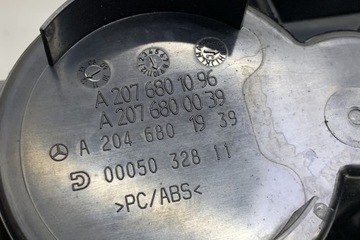 A 207 680 10 96
A 207 680 00 39
A 204 680 19 39
00050 328 11
>PC/ABS<